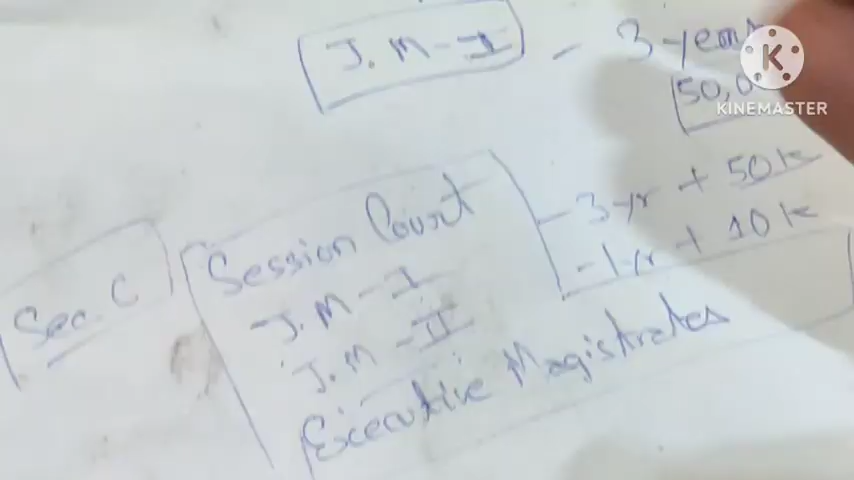 J. M - I - 3 years
50,0
KINEMASTER
Session Court - 3 yr + 50 k
Sec. C
J. M - I - 1 yr + 10 k
J. M - II
Executive Magistrates